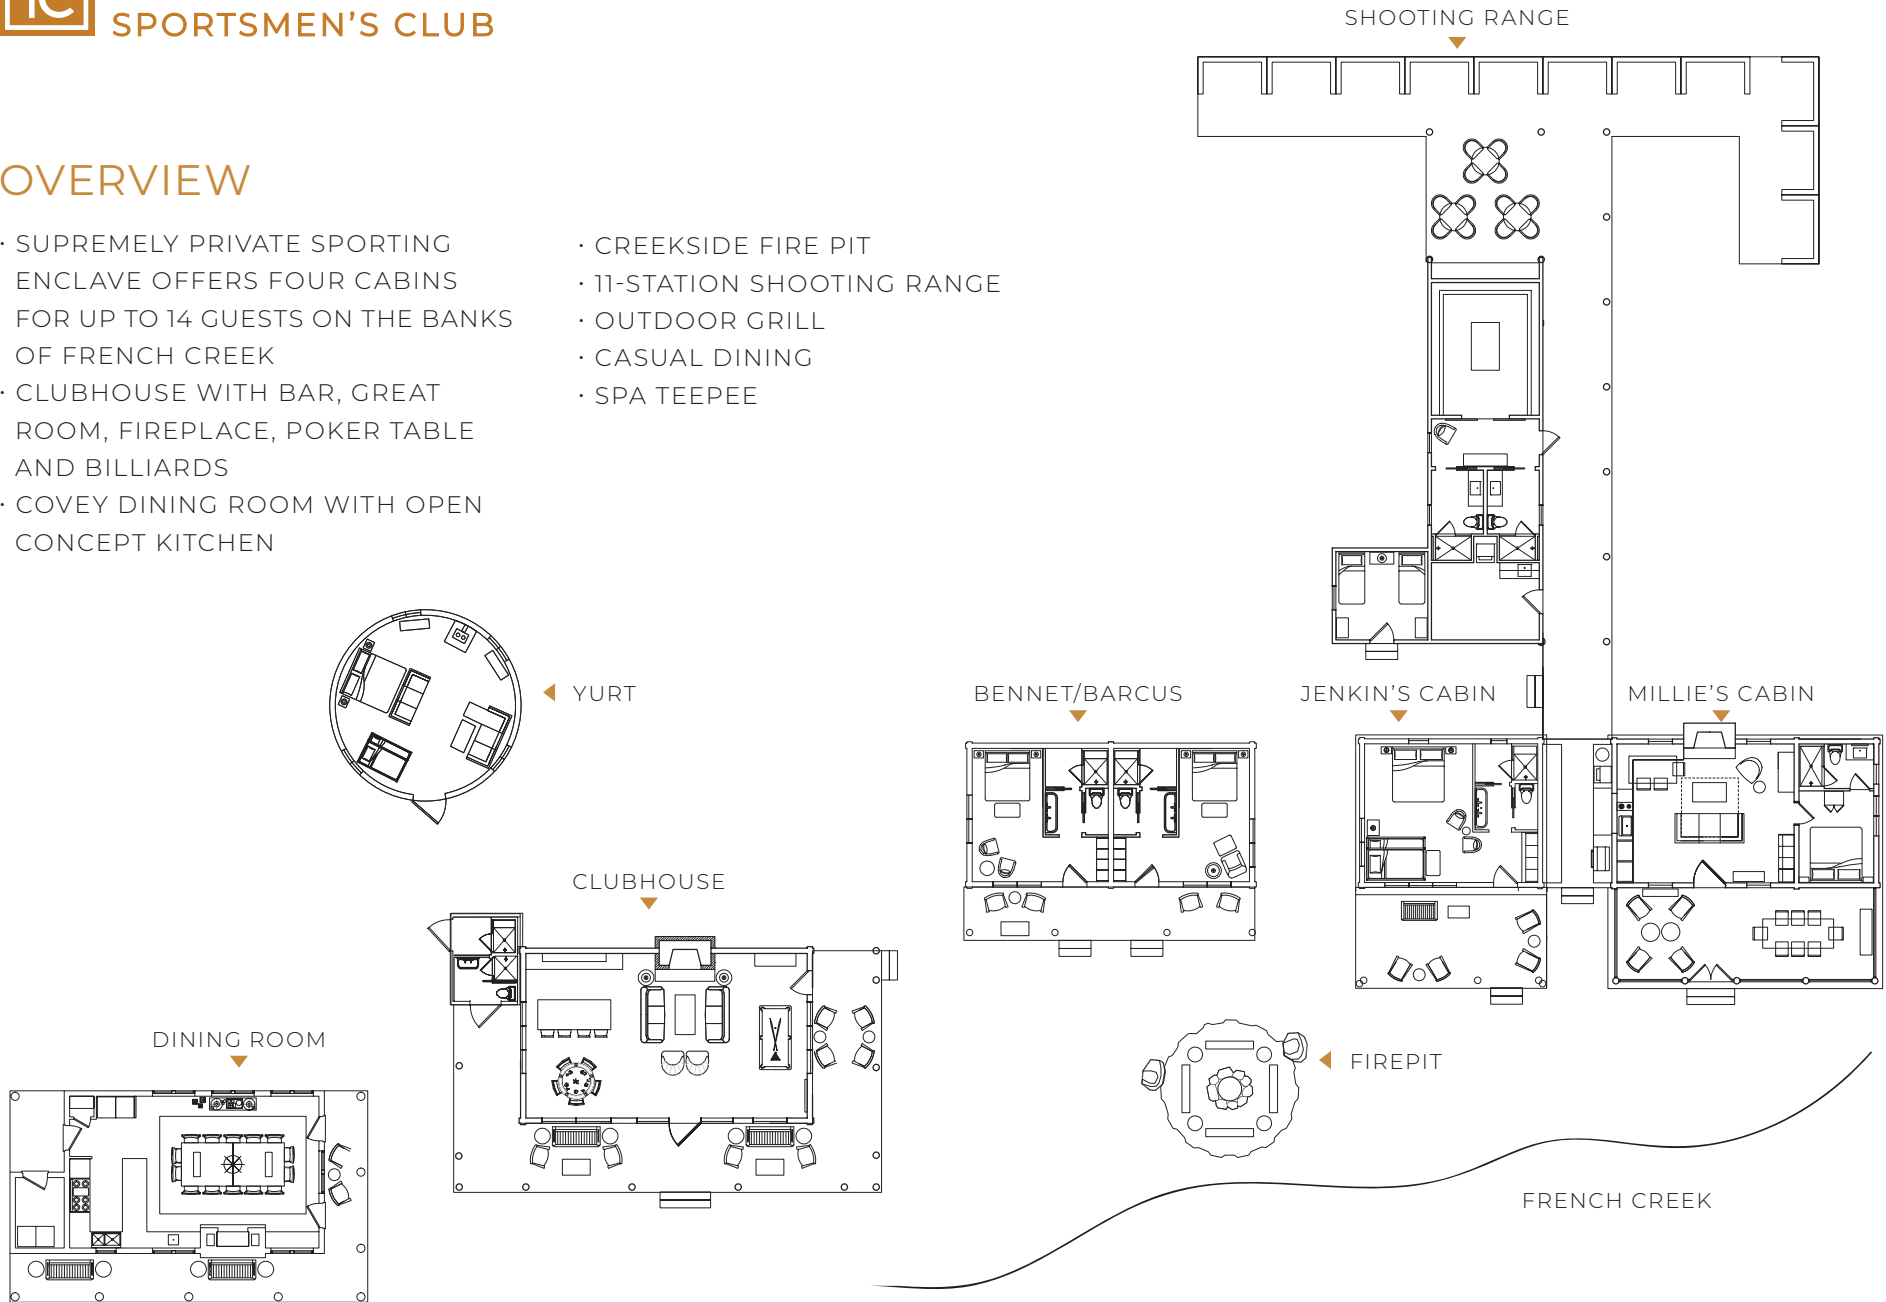 SPORTSMEN'S CLUB
OVERVIEW
· SUPREMELY PRIVATE SPORTING
ENCLAVE OFFERS FOUR CABINS
FOR UP TO 14 GUESTS ON THE BANKS
OF FRENCH CREEK
· CLUBHOUSE WITH BAR, GREAT
ROOM, FIREPLACE, POKER TABLE
AND BILLIARDS
· COVEY DINING ROOM WITH OPEN
CONCEPT KITCHEN
· CREEKSIDE FIRE PIT
· 11-STATION SHOOTING RANGE
· OUTDOOR GRILL
· CASUAL DINING
· SPA TEEPEE
SHOOTING RANGE
YURT
BENNET/BARCUS
JENKIN'S CABIN
MILLIE'S CABIN
CLUBHOUSE
DINING ROOM
FIREPIT
FRENCH CREEK